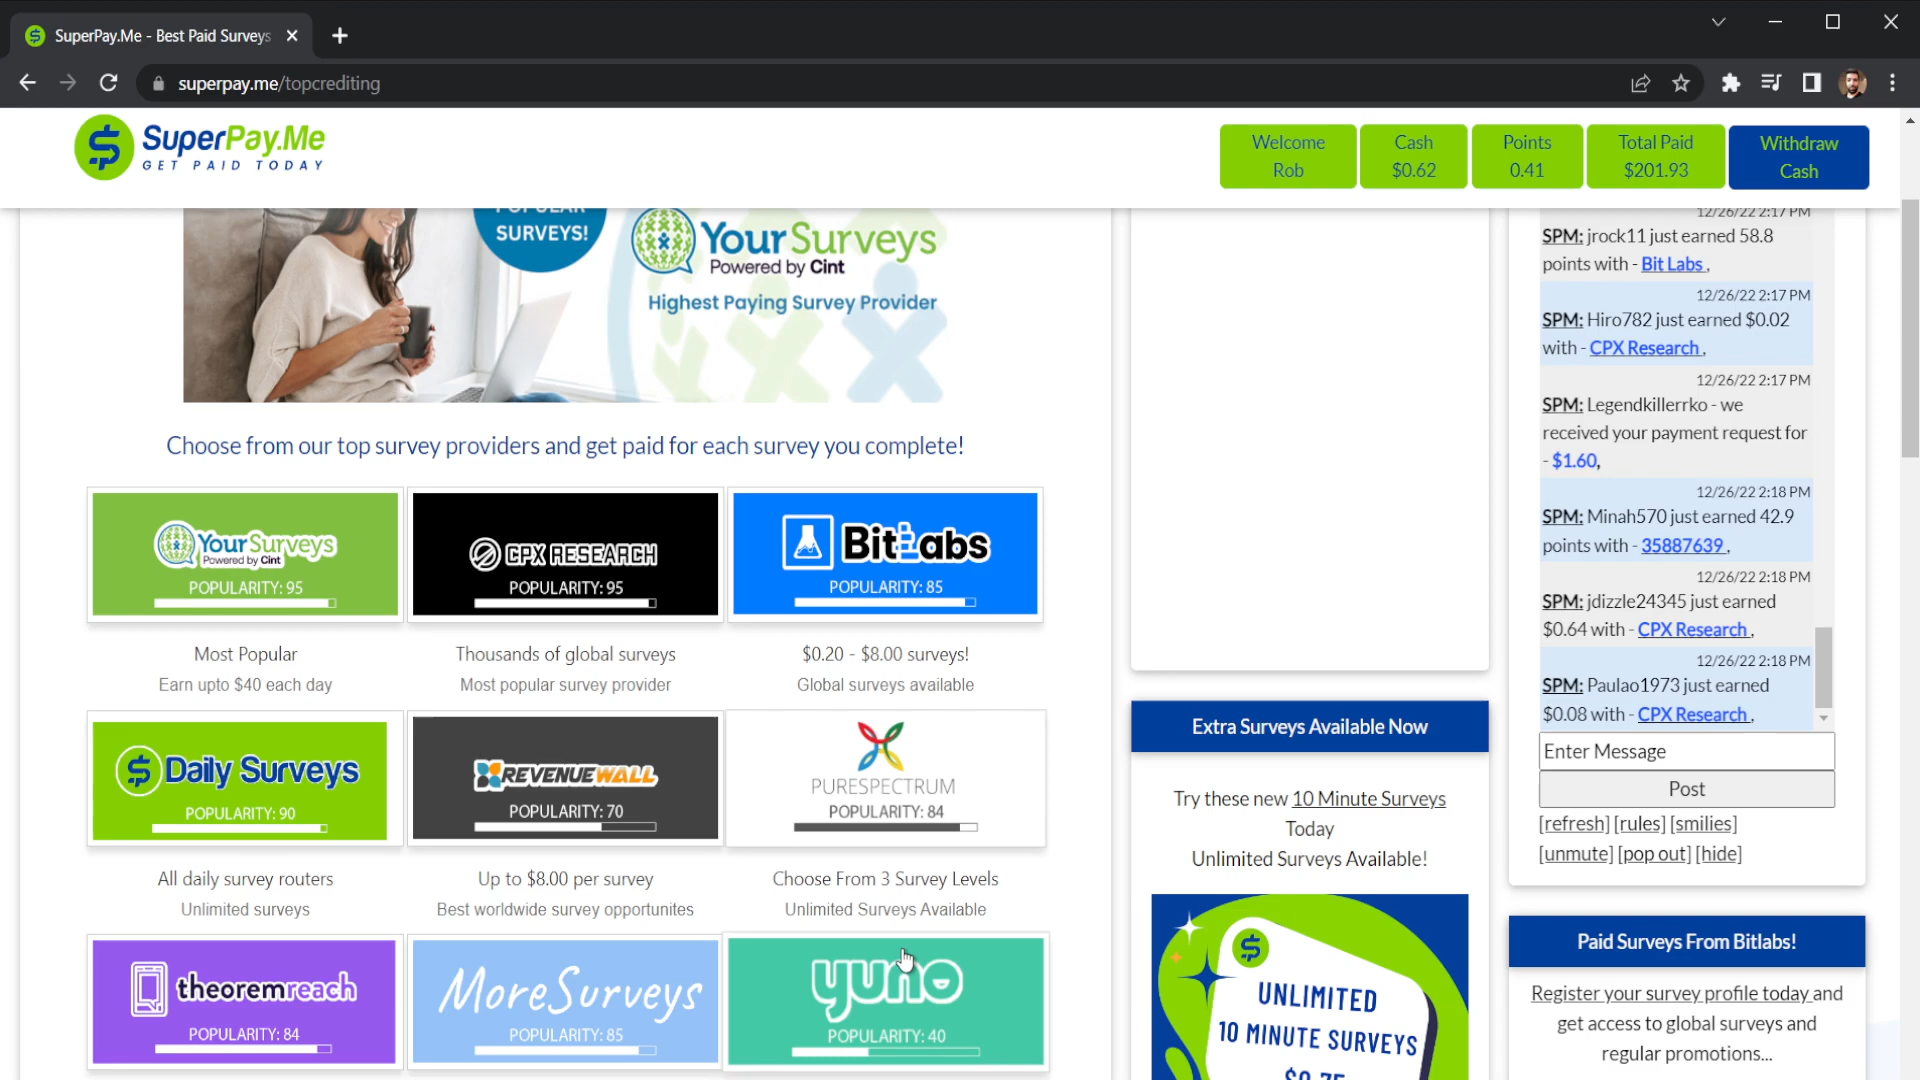 SuperPay.Me - Best Paid Surveys
superpay.me/topcrediting
SuperPay.Me
GET PAID TODAY
Welcome
Rob
Cash
$0.62
Points
0.41
Total Paid
$201.93
Withdraw
Cash
POPULAR
SURVEYS!
YourSurveys
Powered by Cint
Highest Paying Survey Provider
Choose from our top survey providers and get paid for each survey you complete!
YourSurveys
Powered by Cint
POPULARITY: 95
CPX RESEARCH
POPULARITY: 95
BitLabs
POPULARITY: 85
Most Popular
Earn upto $40 each day
Thousands of global surveys
Most popular survey provider
$0.20 - $8.00 surveys!
Global surveys available
Daily Surveys
POPULARITY: 90
REVENUEWALL
POPULARITY: 70
PURESPECTRUM
POPULARITY: 84
All daily survey routers
Unlimited surveys
Up to $8.00 per survey
Best worldwide survey opportunites
Choose From 3 Survey Levels
Unlimited Surveys Available
theoremreach
POPULARITY: 84
MoreSurveys
POPULARITY: 85
yuno
POPULARITY: 40
Extra Surveys Available Now
Try these new 10 Minute Surveys
Today
Unlimited Surveys Available!
UNLIMITED
10 MINUTE SURVEYS
$0.75
12/26/22 2:17 PM
SPM: jrock11 just earned 58.8
points with - Bit Labs ,
12/26/22 2:17 PM
SPM: Hiro782 just earned $0.02
with - CPX Research ,
12/26/22 2:17 PM
SPM: Legendkillerrko - we
received your payment request for
- $1.60,
12/26/22 2:18 PM
SPM: Minah570 just earned 42.9
points with - 35887639 ,
12/26/22 2:18 PM
SPM: jdizzle24345 just earned
$0.64 with - CPX Research ,
12/26/22 2:18 PM
SPM: Paulao1973 just earned
$0.08 with - CPX Research ,
Enter Message
Post
[refresh] [rules] [smilies]
[unmute] [pop out] [hide]
Paid Surveys From Bitlabs!
Register your survey profile today and
get access to global surveys and
regular promotions...